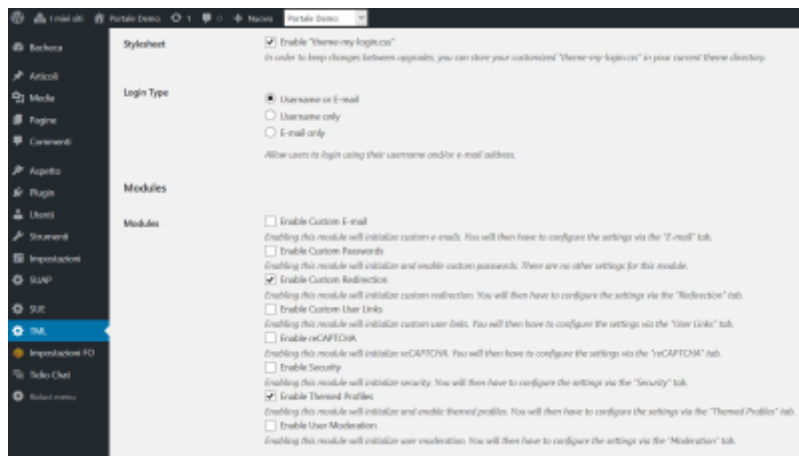 I miei siti Portale Demo 1 0 Nuovo Portale Demo
Bacheca
Articoli
Media
Pagine
Commenti
Aspetto
Plugin
Utenti
Strumenti
Impostazioni
SUAP
SUE
TML
Impostazioni FO
Tidio Chat
Riduci menu
Stylesheet
Enable "theme-my-login.css"
In order to keep changes between upgrades, you can store your customized "theme-my-login.css" in your current theme directory.
Login Type
Username or E-mail
Username only
E-mail only
Allow users to login using their username and/or e-mail address.
Modules
Modules
Enable Custom E-mail
Enabling this module will initialize custom e-mails. You will then have to configure the settings via the "E-mail" tab.
Enable Custom Passwords
Enabling this module will initialize and enable custom passwords. There are no other settings for this module.
Enable Custom Redirection
Enabling this module will initialize custom redirection. You will then have to configure the settings via the "Redirection" tab.
Enable Custom User Links
Enabling this module will initialize custom user links. You will then have to configure the settings via the "User Links" tab.
Enable reCAPTCHA
Enabling this module will initialize reCAPTCHA. You will then have to configure the settings via the "reCAPTCHA" tab.
Enable Security
Enabling this module will initialize security. You will then have to configure the settings via the "Security" tab.
Enable Themed Profiles
Enabling this module will initialize and enable themed profiles. You will then have to configure the settings via the "Themed Profiles" tab.
Enable User Moderation
Enabling this module will initialize user moderation. You will then have to configure the settings via the "Moderation" tab.